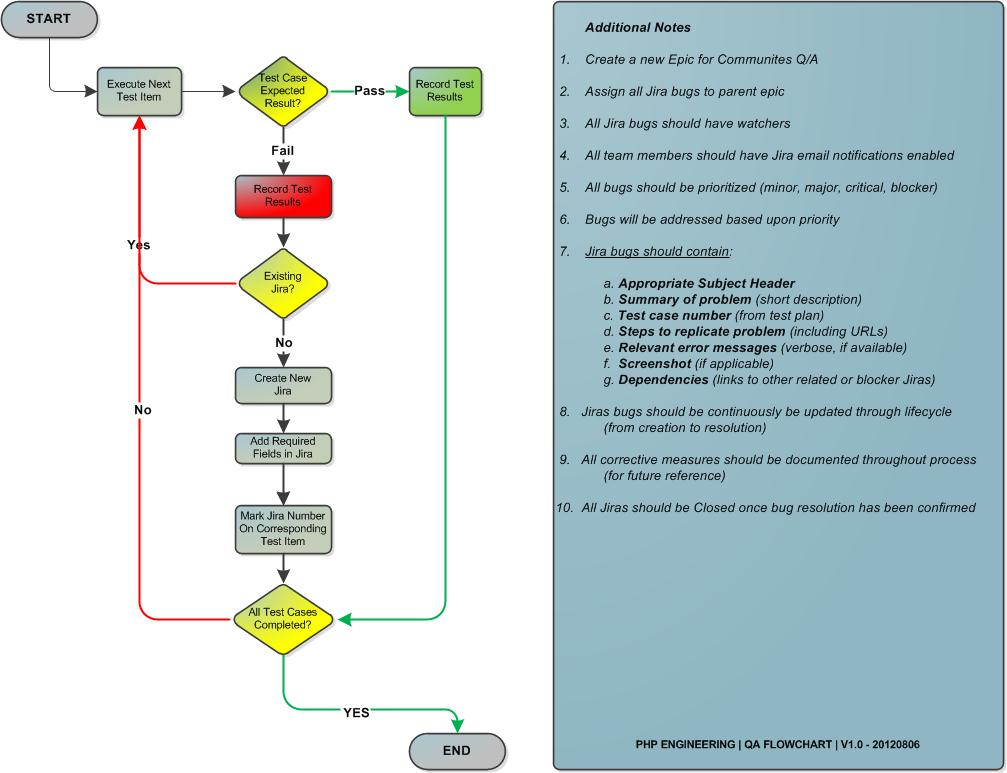 START
Execute Next
Test Item
Test Case
Expected
Result?
Pass
Record Test
Results
Fail
Record Test
Results
Yes
Existing
Jira?
No
Create New
Jira
No
Add Required
Fields in Jira
Mark Jira Number
On Corresponding
Test Item
All Test Cases
Completed?
YES
END
Additional Notes
1. Create a new Epic for Communites Q/A
2. Assign all Jira bugs to parent epic
3. All Jira bugs should have watchers
4. All team members should have Jira email notifications enabled
5. All bugs should be prioritized (minor, major, critical, blocker)
6. Bugs will be addressed based upon priority
7. Jira bugs should contain:
a. Appropriate Subject Header
b. Summary of problem (short description)
c. Test case number (from test plan)
d. Steps to replicate problem (including URLs)
e. Relevant error messages (verbose, if available)
f. Screenshot (if applicable)
g. Dependencies (links to other related or blocker Jiras)
8. Jiras bugs should be continuously be updated through lifecycle
(from creation to resolution)
9. All corrective measures should be documented throughout process
(for future reference)
10. All Jiras should be Closed once bug resolution has been confirmed
PHP ENGINEERING | QA FLOWCHART | V1.0 - 20120806